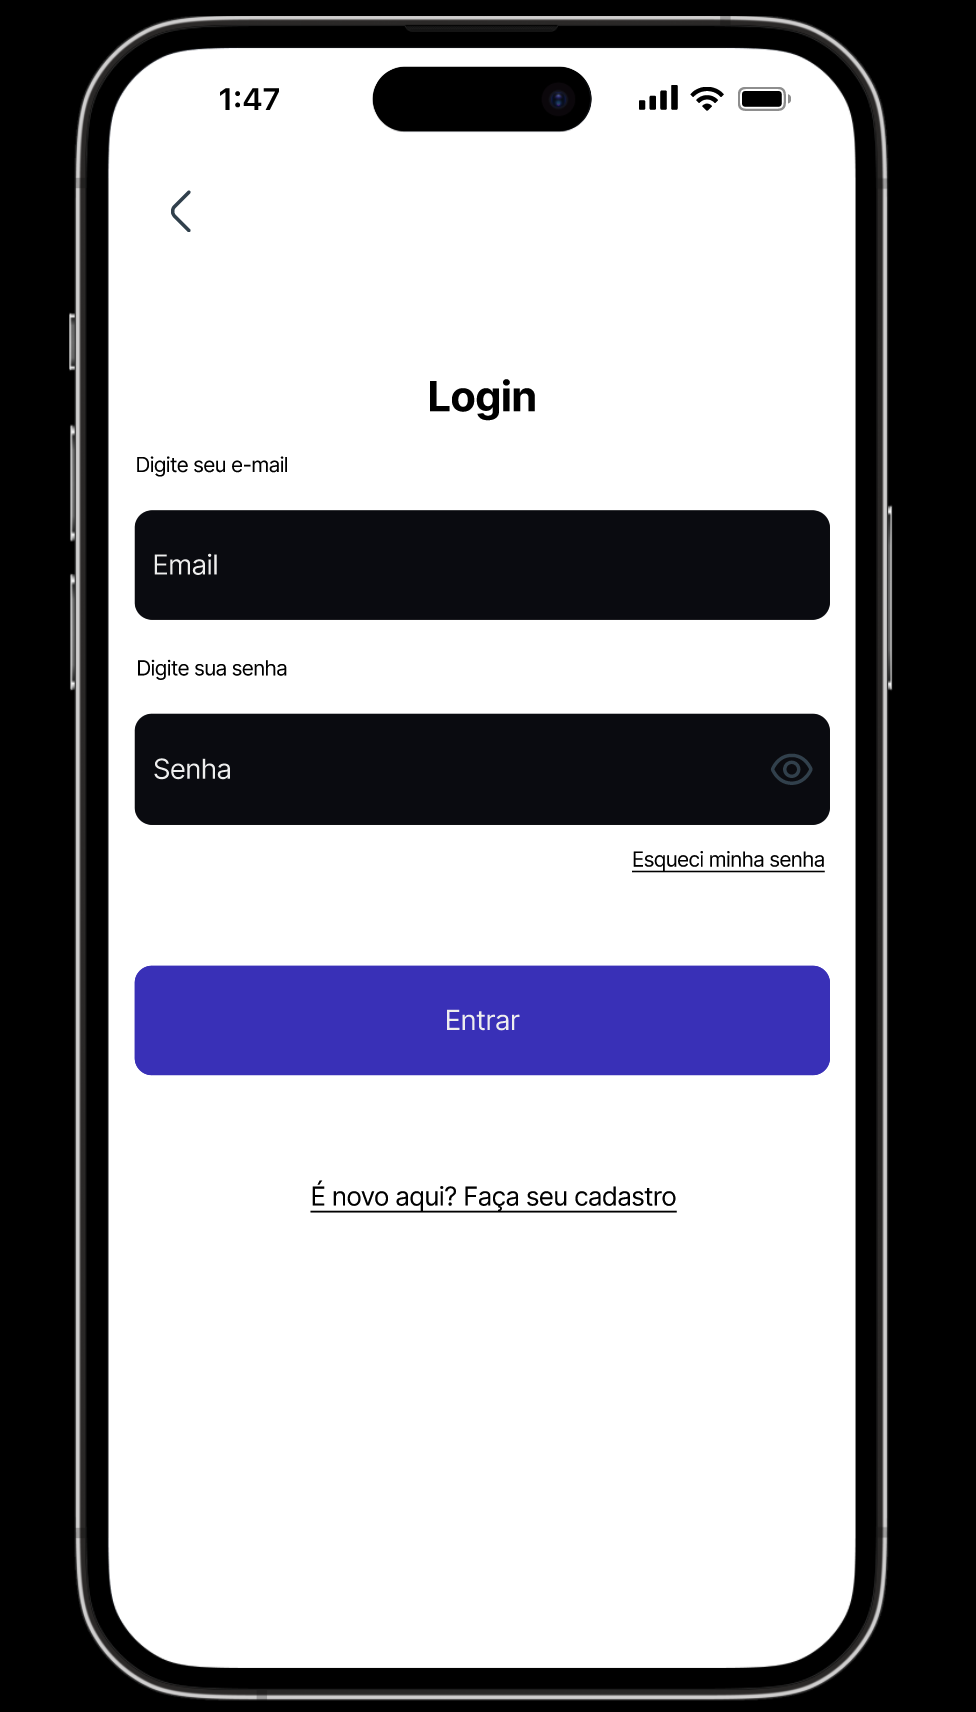 1:47
Login
Digite seu e-mail
Email
Digite sua senha
Senha
Esqueci minha senha
Entrar
É novo aqui? Faça seu cadastro